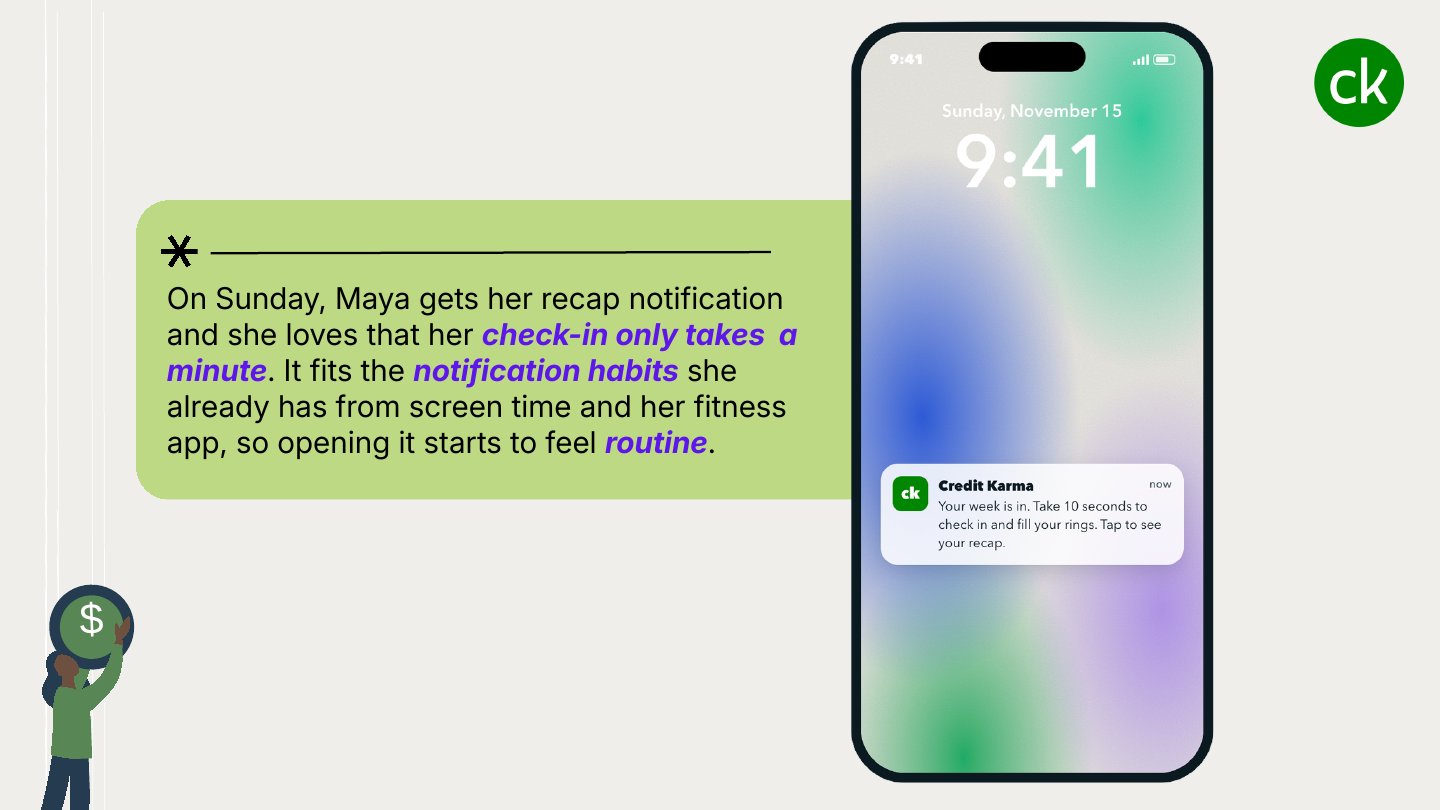 9:41
Sunday, November 15
9:41
ck
On Sunday, Maya gets her recap notification
and she loves that her check-in only takes  a
minute. It fits the notification habits she
already has from screen time and her fitness
app, so opening it starts to feel routine.
ck
Credit Karma
now
Your week is in. Take 10 seconds to
check in and fill your rings. Tap to see
your recap.
$